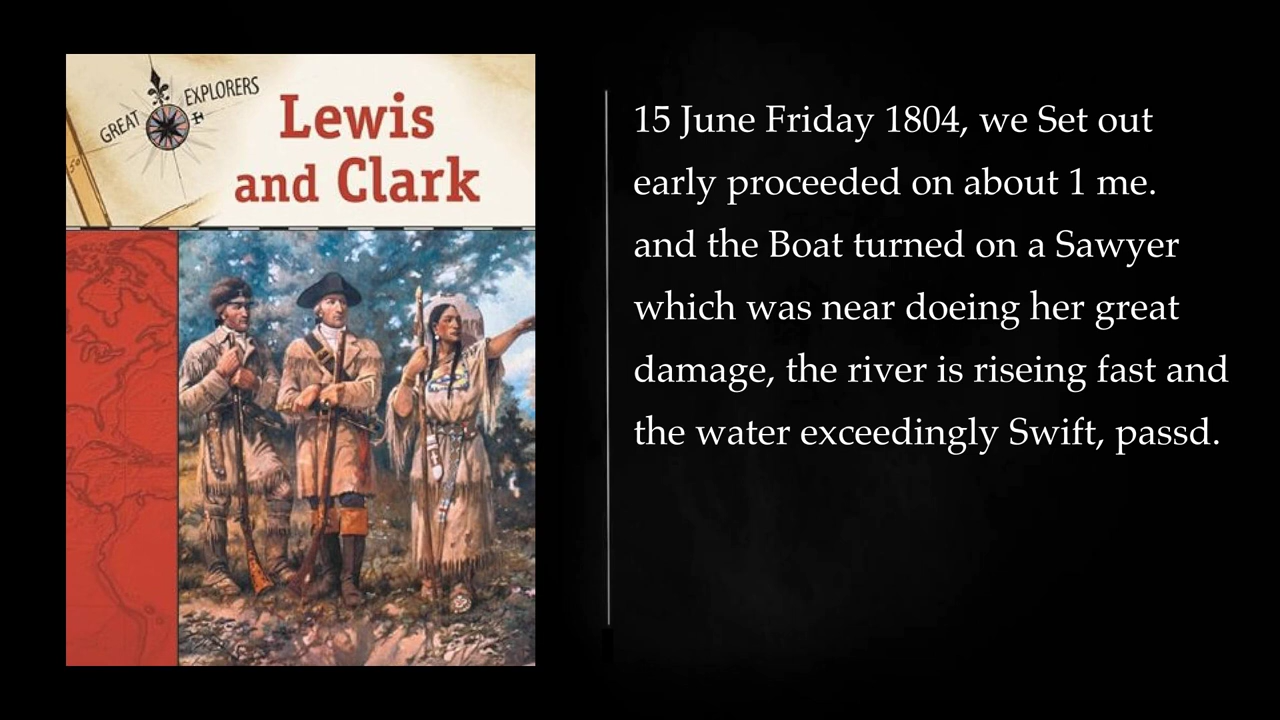 GREAT EXPLORERS
Lewis
and Clark
15 June Friday 1804, we Set out
early proceeded on about 1 me.
and the Boat turned on a Sawyer
which was near doeing her great
damage, the river is riseing fast and
the water exceedingly Swift, passd.